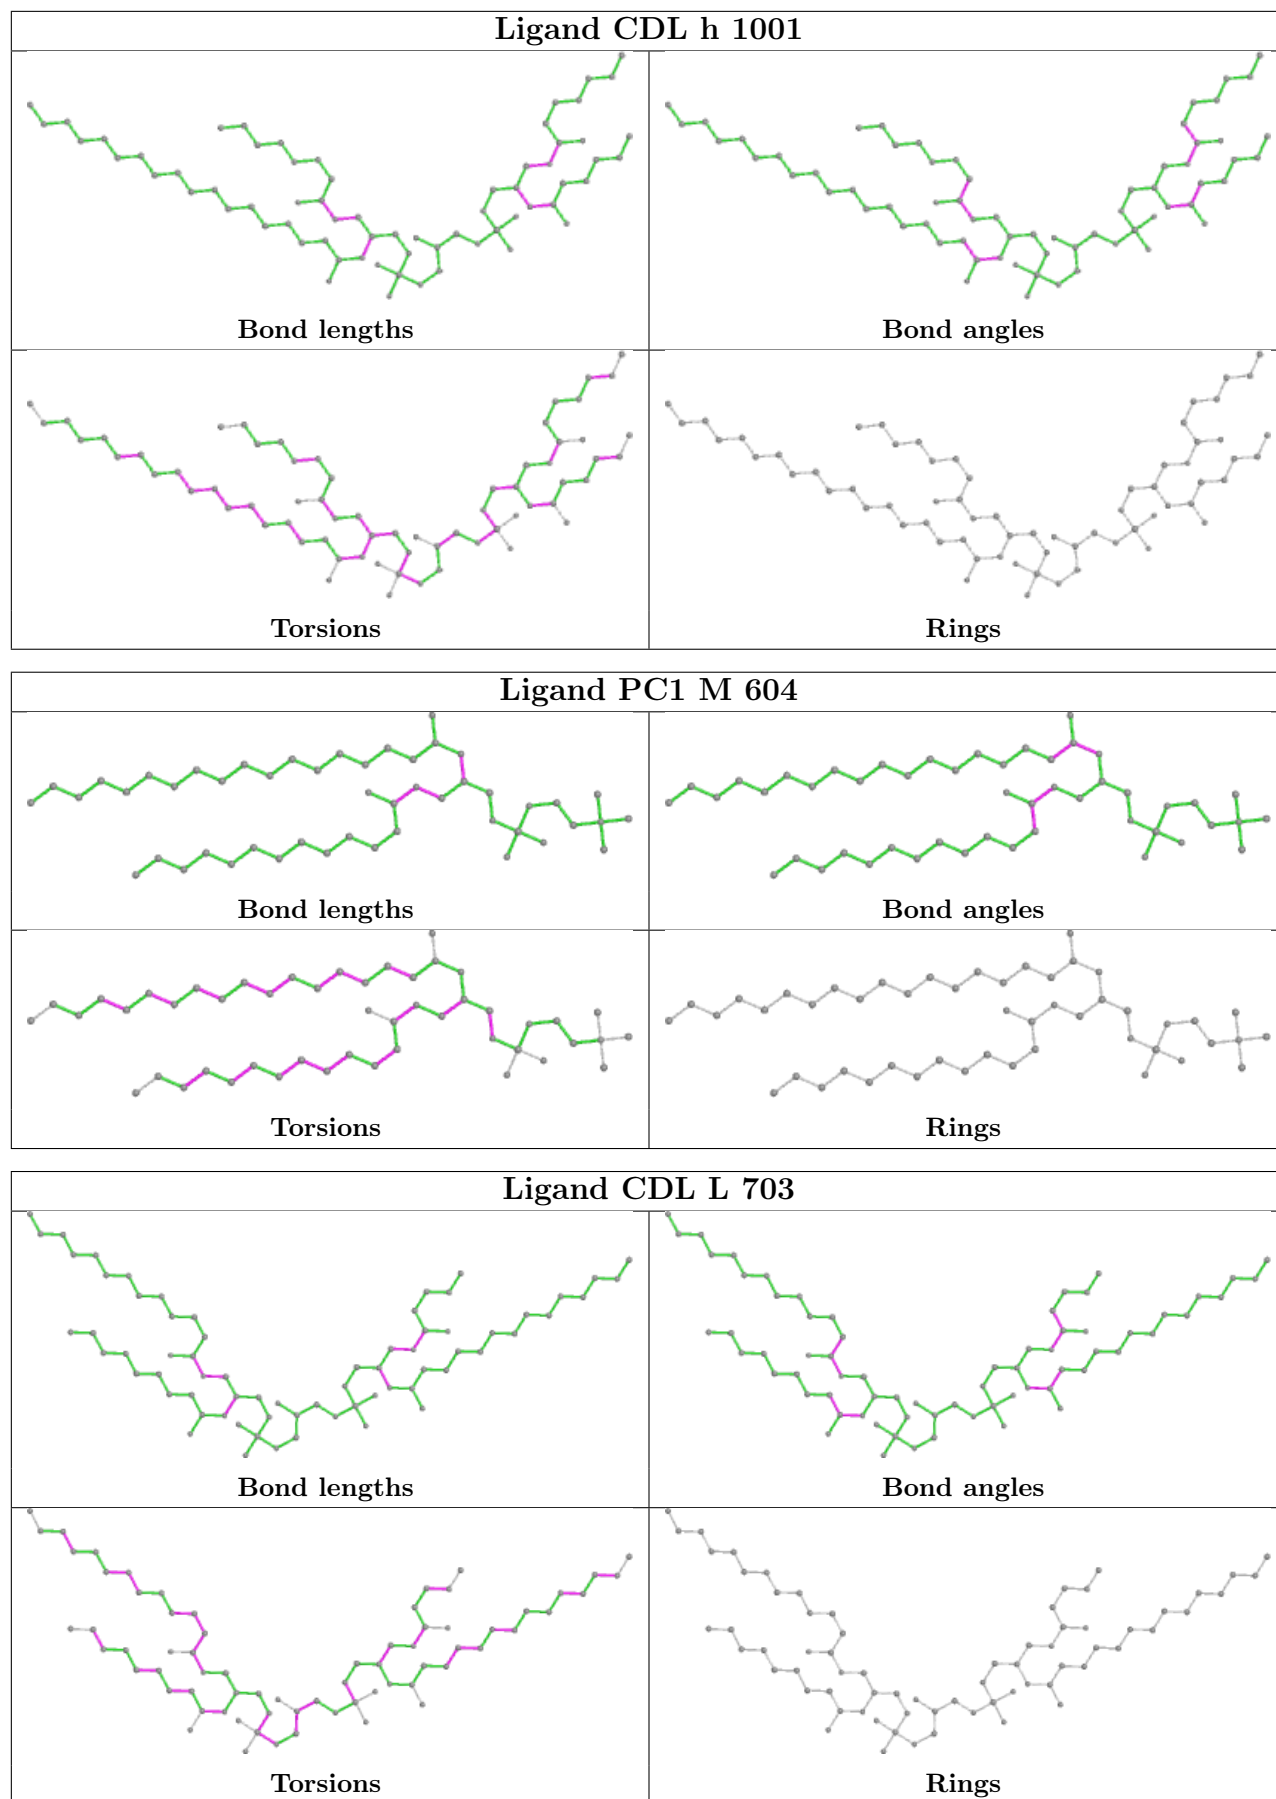 Ligand CDL h 1001
Bond lengths
Bond angles
Torsions
Rings
Ligand PC1 M 604
Bond lengths
Bond angles
Torsions
Rings
Ligand CDL L 703
Bond lengths
Bond angles
Torsions
Rings